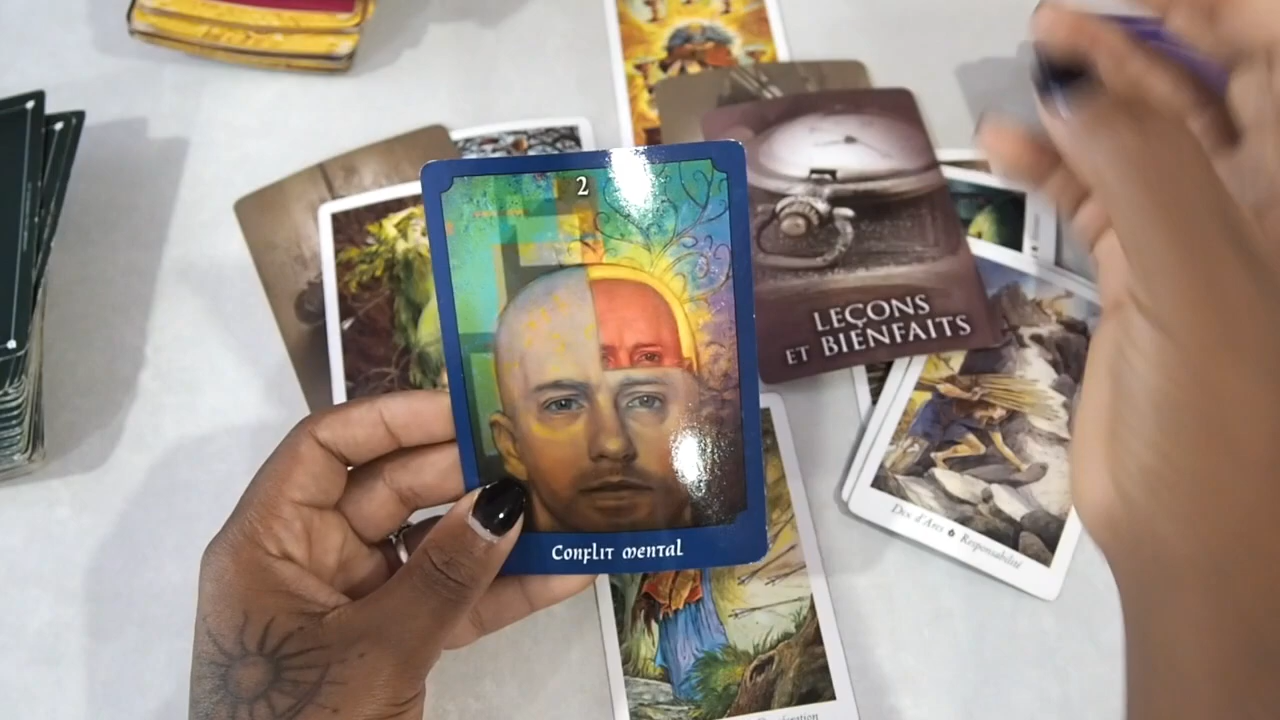 2
LEÇONS
ET BIENFAITS
Conflit mental
Dix d'Arcs Responsabilité